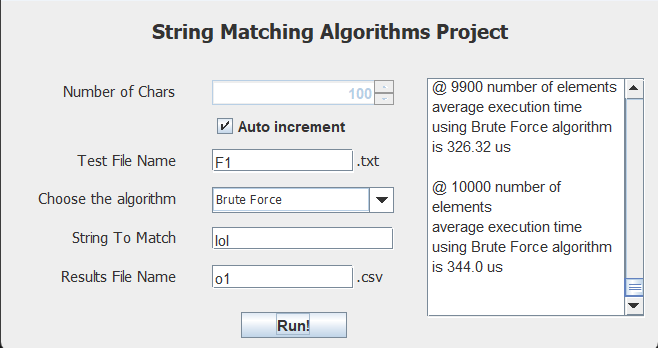 String Matching Algorithms Project
Number of Chars 100
Auto increment
Test File Name F1 .txt
Choose the algorithm Brute Force
String To Match lol
Results File Name o1 .csv
Run!
@ 9900 number of elements
average execution time
using Brute Force algorithm
is 326.32 us
@ 10000 number of
elements
average execution time
using Brute Force algorithm
is 344.0 us